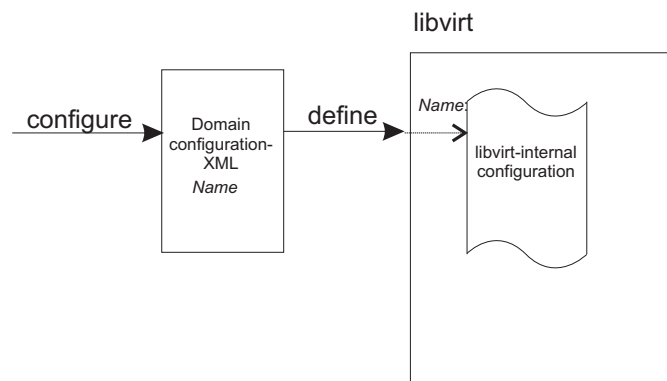 libvirt
configure
Domain
configuration-
XML
Name
define
Name:
libvirt-internal
configuration